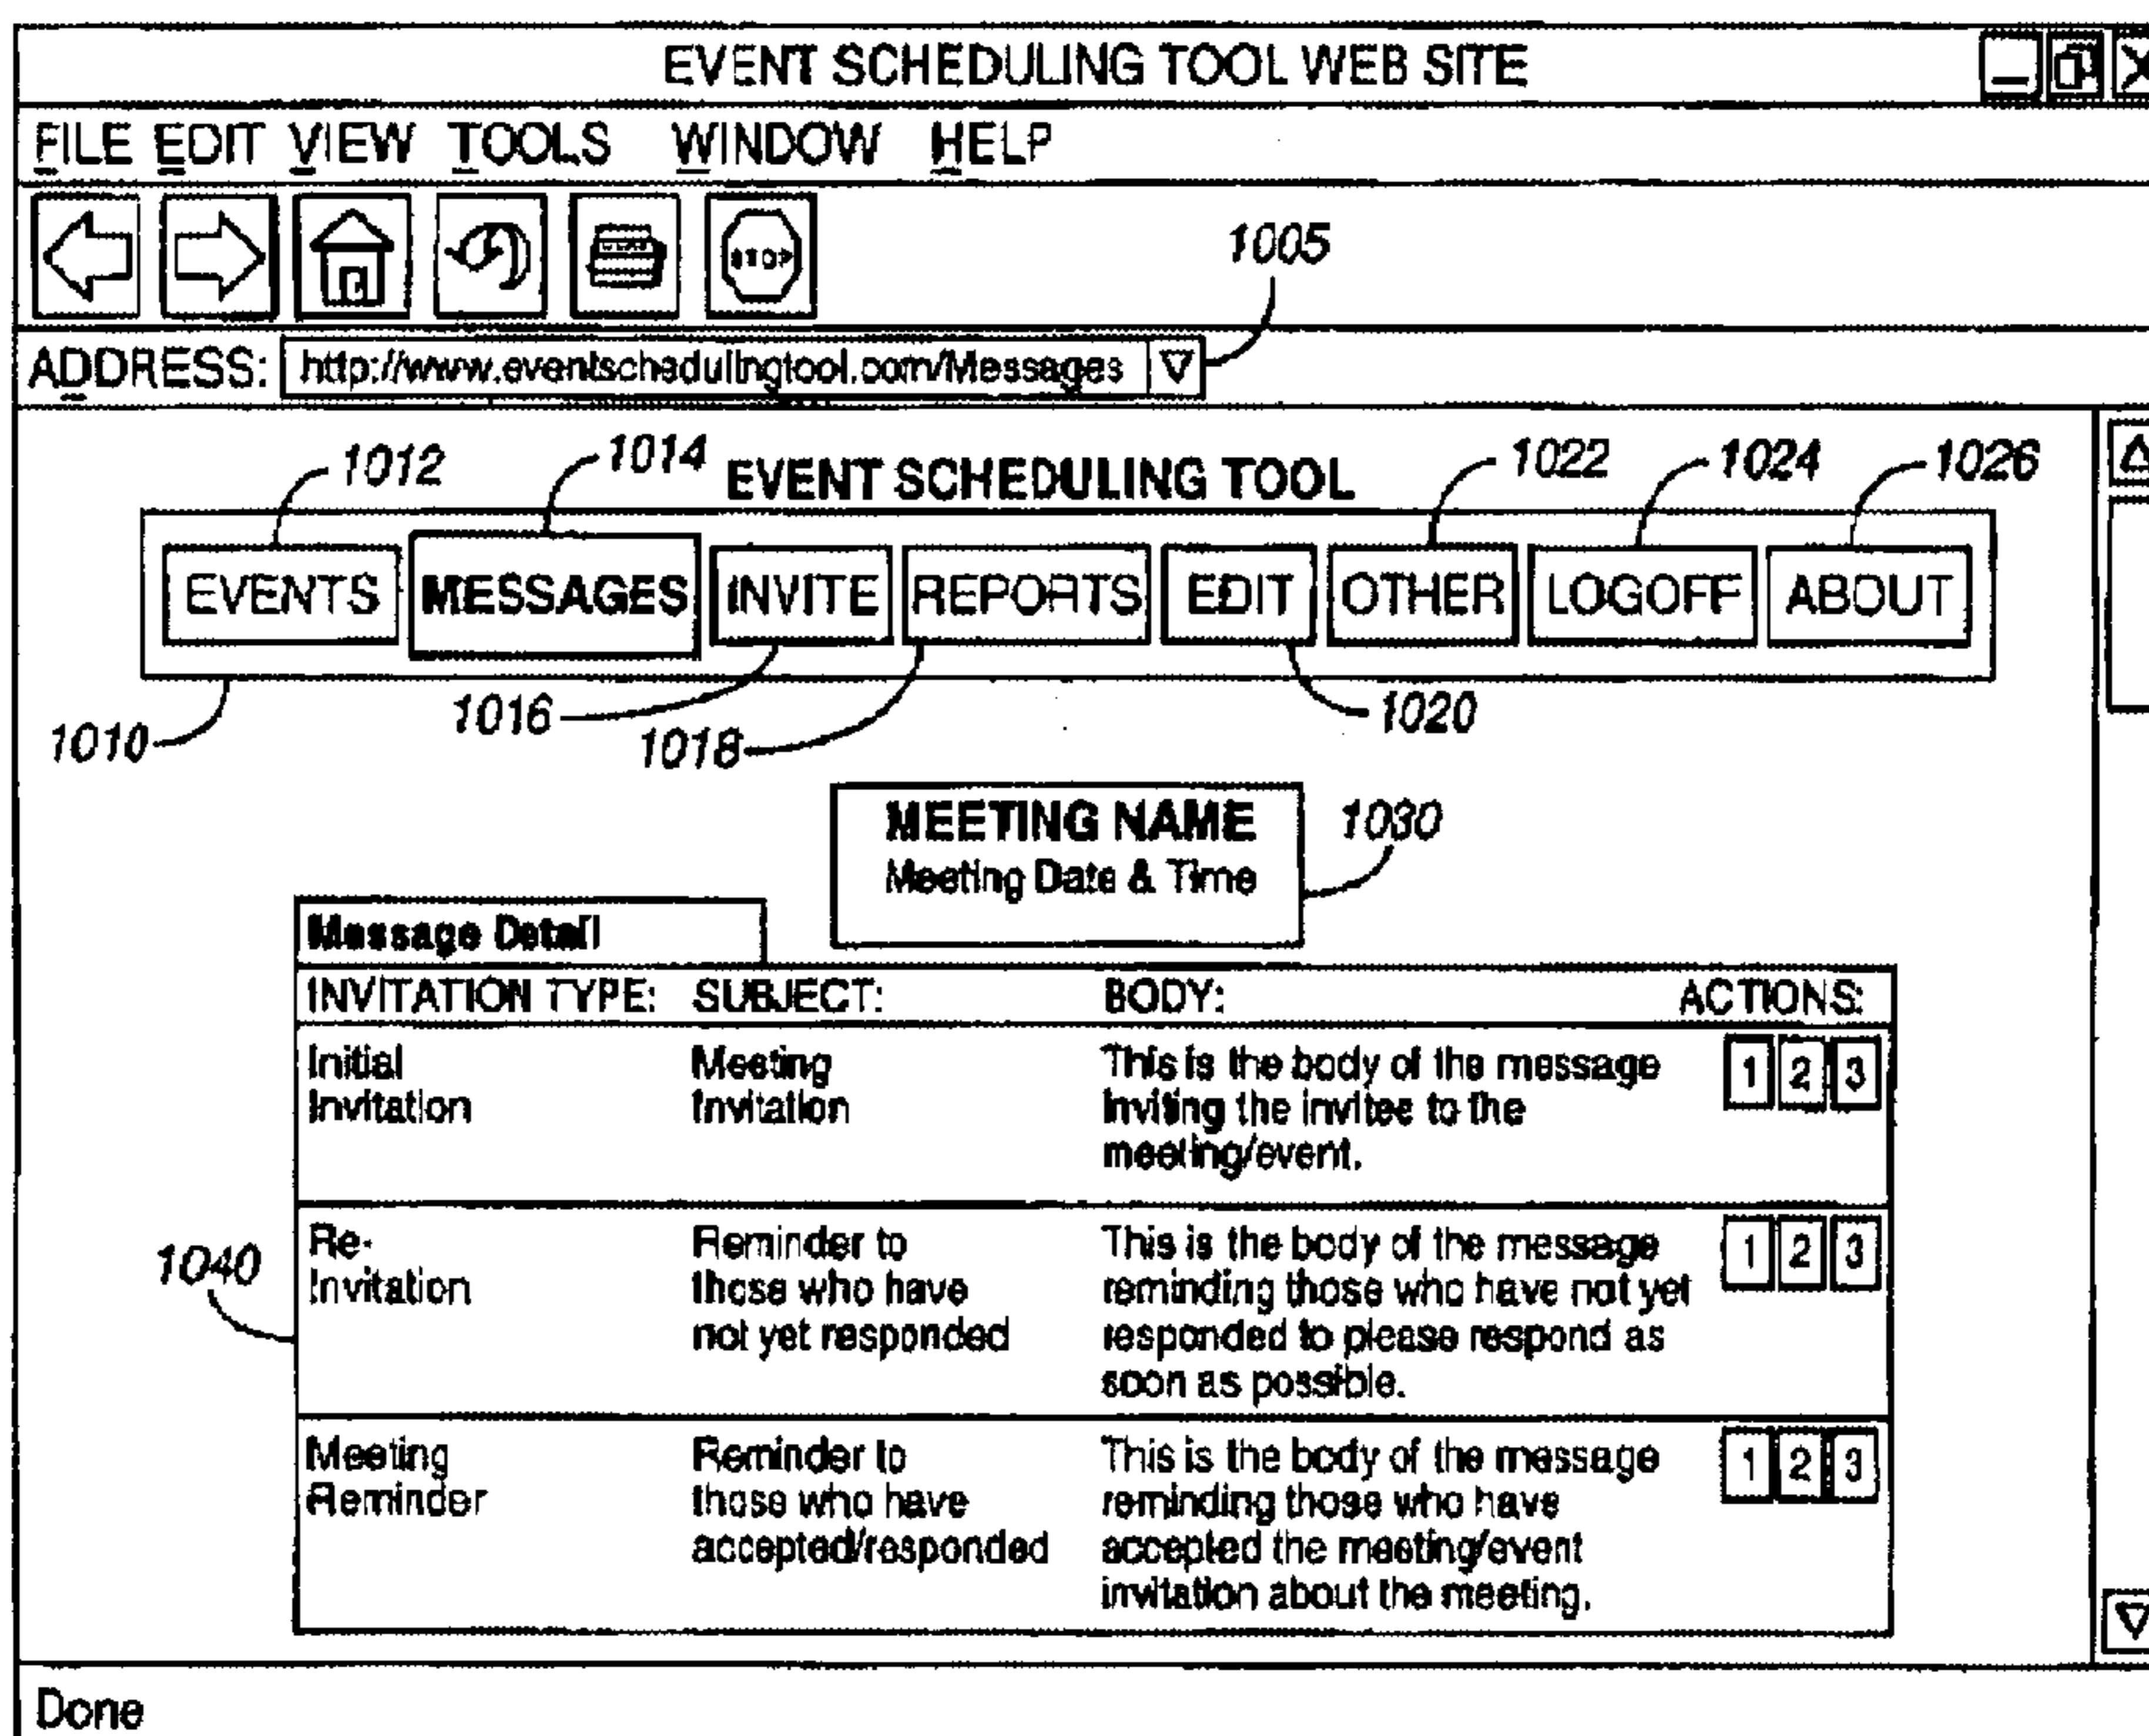 EVENT SCHEDULING TOOL WEB SITE
FILE EDIT VIEW TOOLS WINDOW HELP
STOP
1005
ADDRESS: http://www.eventschedulingtool.com/Messages
1012 1014 EVENT SCHEDULING TOOL 1022 1024 1026
EVENTS MESSAGES INVITE REPORTS EDIT OTHER LOGOFF ABOUT
1010 1016 1018 1020
MEETING NAME 1030
Meeting Date & Time
Message Detail
INVITATION TYPE: SUBJECT: BODY: ACTIONS:
Initial Meeting This is the body of the message 1 2 3
Invitation Invitation inviting the invitee to the
meeting/event.
1040
Re- Reminder to This is the body of the message 1 2 3
Invitation those who have reminding those who have not yet
not yet responded responded to please respond as
soon as possible.
Meeting Reminder to This is the body of the message 1 2 3
Reminder those who have reminding those who have
accepted/responded accepted the meeting/event
invitation about the meeting.
Done